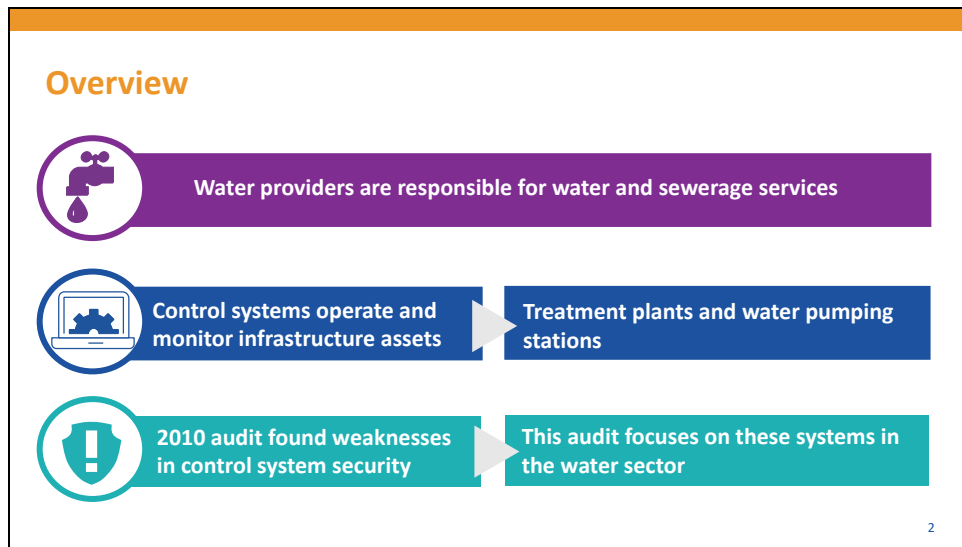 Overview
Water providers are responsible for water and sewerage services
Control systems operate and
monitor infrastructure assets
Treatment plants and water pumping
stations
2010 audit found weaknesses
in control system security
This audit focuses on these systems in
the water sector
2